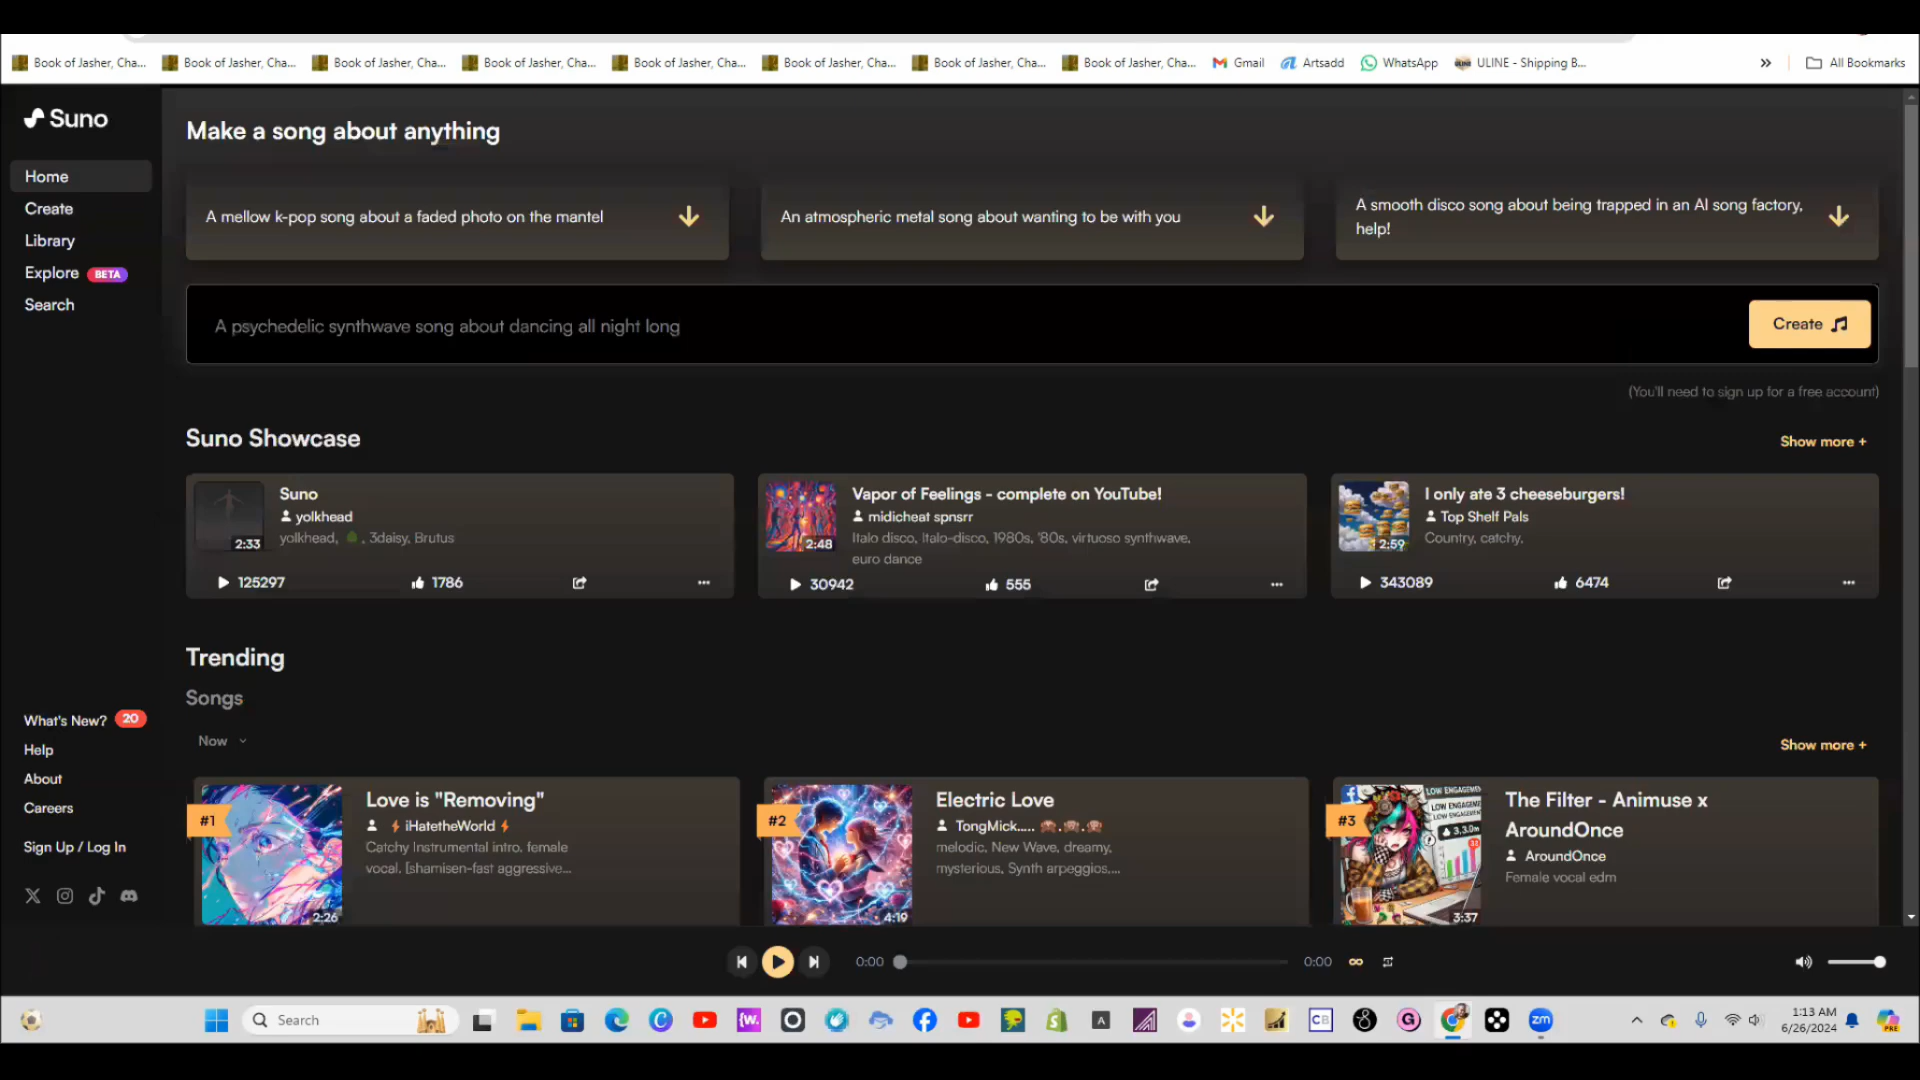 Book of Jasher, Cha...
Book of Jasher, Cha...
Book of Jasher, Cha...
Book of Jasher, Cha...
Book of Jasher, Cha...
Book of Jasher, Cha...
Book of Jasher, Cha...
Book of Jasher, Cha...
Gmail
Artsadd
WhatsApp
ULINE - Shipping B...
All Bookmarks
Suno
Home
Create
Library
Explore BETA
Search
What's New? 20
Help
About
Careers
Sign Up / Log In
Make a song about anything
A mellow k-pop song about a faded photo on the mantel
An atmospheric metal song about wanting to be with you
A smooth disco song about being trapped in an AI song factory,
help!
A psychedelic synthwave song about dancing all night long
Create
(You'll need to sign up for a free account)
Suno Showcase
Show more +
Suno
yolkhead
yolkhead, , 3daisy, Brutus
2:33
125297
1786
Vapor of Feelings - complete on YouTube!
midicheat spnsrr
Italo disco, Italo-disco, 1980s, '80s, virtuoso synthwave,
euro dance
2:48
30942
555
I only ate 3 cheeseburgers!
Top Shelf Pals
Country, catchy,
2:59
343089
6474
Trending
Songs
Now
Show more +
#1
Love is "Removing"
iHatetheWorld
Catchy Instrumental intro, female
vocal. [shamisen-fast aggressive...
2:26
#2
Electric Love
TongMick.....
melodic, New Wave, dreamy,
mysterious, Synth arpeggios,...
4:19
#3
LOW ENGAGEME
LOW ENGAGEME
The Filter - Animuse x
AroundOnce
AroundOnce
Female vocal edm
3:37
0:00
0:00
Search
{w.
A
CB
G
zm
PRE
1:13 AM
6/26/2024